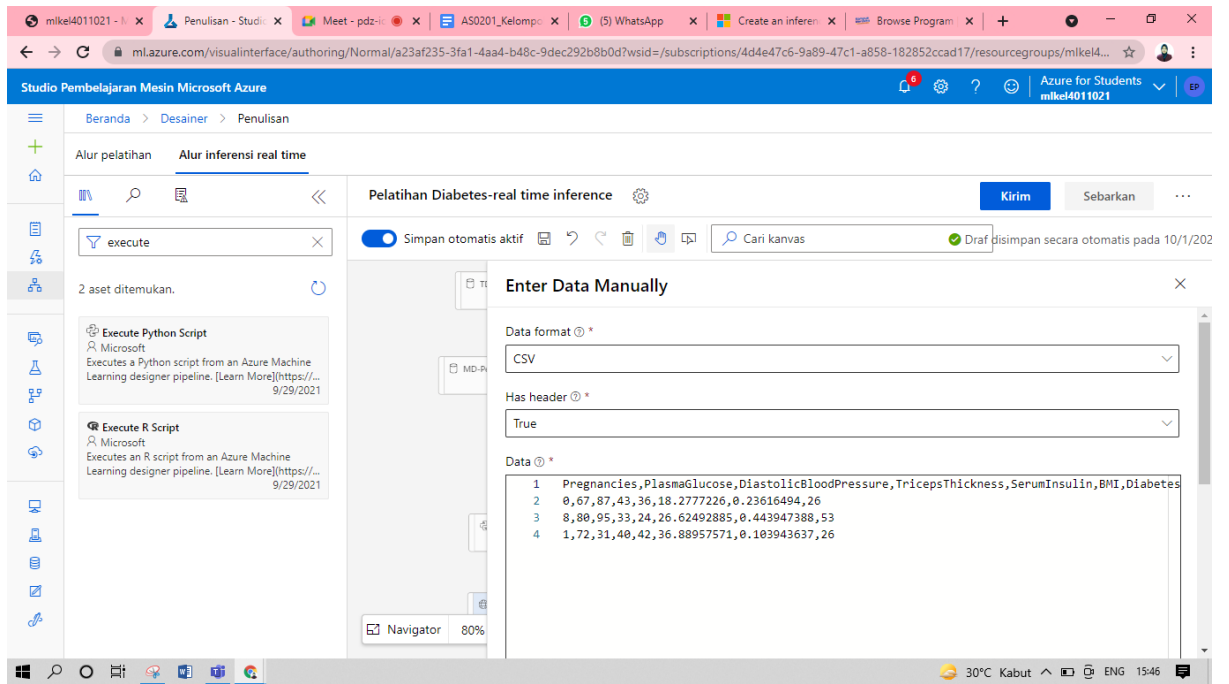 mlkel4011021 - M
Penulisan - Studio
Meet - pdz-ic
AS0201_Kelompo
(5) WhatsApp
Create an inferen
Browse Program
ml.azure.com/visualinterface/authoring/Normal/a23af235-3fa1-4aa4-b48c-9dec292b8b0d?wsid=/subscriptions/4d4e47c6-9a89-47c1-a858-182852ccad17/resourcegroups/mlkel4...
Studio Pembelajaran Mesin Microsoft Azure
6
Azure for Students
mlkel4011021
EP
Beranda > Desainer > Penulisan
Alur pelatihan
Alur inferensi real time
Pelatihan Diabetes-real time inference
Kirim
Sebarkan
execute
Simpan otomatis aktif
Cari kanvas
Draf disimpan secara otomatis pada 10/1/202
2 aset ditemukan.
Execute Python Script
Microsoft
Executes a Python script from an Azure Machine
Learning designer pipeline. [Learn More](https://...
9/29/2021
Execute R Script
Microsoft
Executes an R script from an Azure Machine
Learning designer pipeline. [Learn More](https://...
9/29/2021
MD-P
Navigator
80%
Enter Data Manually
Data format *
CSV
Has header *
True
Data *
1 Pregnancies,PlasmaGlucose,DiastolicBloodPressure,TricepsThickness,SerumInsulin,BMI,Diabetes
2 0,67,87,43,36,18.2777226,0.23616494,26
3 8,80,95,33,24,26.62492885,0.443947388,53
4 1,72,31,40,42,36.88957571,0.103943637,26
30°C Kabut
ENG
15:46